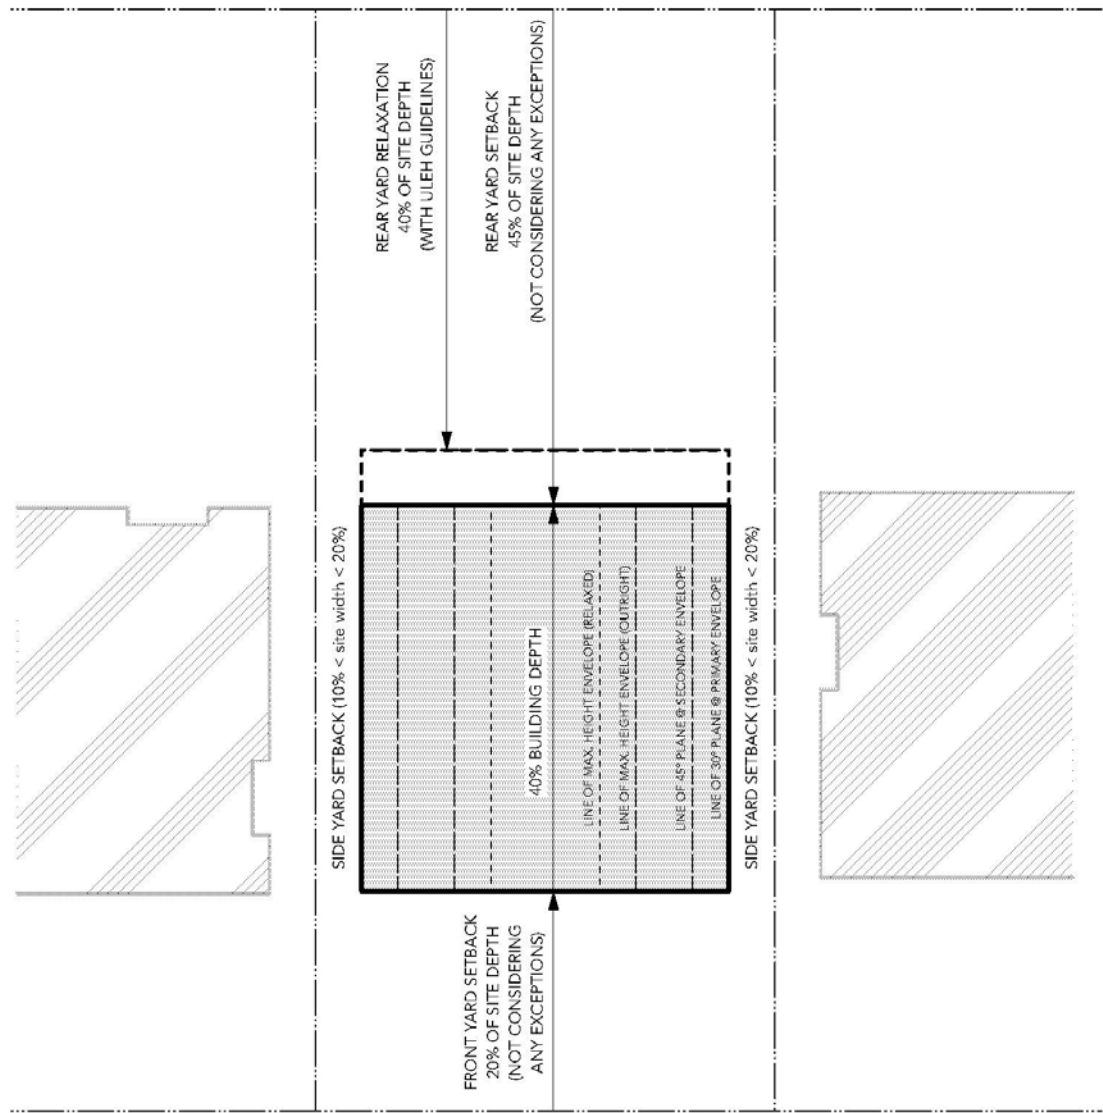 REAR YARD RELAXATION
40% OF SITE DEPTH
(WITH ULEH GUIDELINES)
REAR YARD SETBACK
45% OF SITE DEPTH
(NOT CONSIDERING ANY EXCEPTIONS)
SIDE YARD SETBACK (10% < site width < 20%)
40% BUILDING DEPTH
LINE OF MAX. HEIGHT ENVELOPE (RELAXED)
LINE OF MAX. HEIGHT ENVELOPE (OUTRIGHT)
LINE OF 45° PLANE @ SECONDARY ENVELOPE
LINE OF 30° PLANE @ PRIMARY ENVELOPE
SIDE YARD SETBACK (10% < site width < 20%)
FRONT YARD SETBACK
20% OF SITE DEPTH
(NOT CONSIDERING
ANY EXCEPTIONS)